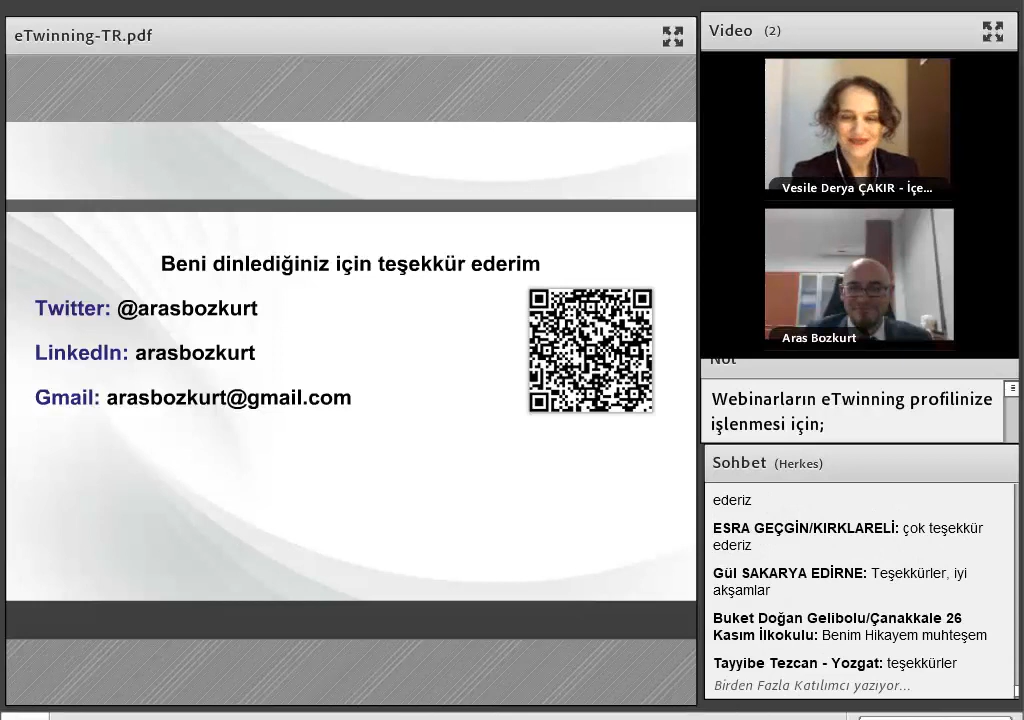 eTwinning-TR.pdf
Beni dinlediğiniz için teşekkür ederim
Twitter: @arasbozkurt
LinkedIn: arasbozkurt
Gmail: arasbozkurt@gmail.com
Video (2)
Vesile Derya ÇAKIR - İçe...
Aras Bozkurt
Not
Webinarların eTwinning profilinize
işlenmesi için;
Sohbet (Herkes)
ederiz
ESRA GEÇGİN/KIRKLARELİ: çok teşekkür
ederiz
Gül SAKARYA EDİRNE: Teşekkürler, iyi
akşamlar
Buket Doğan Gelibolu/Çanakkale 26
Kasım İlkokulu: Benim Hikayem muhteşem
Tayyibe Tezcan - Yozgat: teşekkürler
Birden Fazla Katılımcı yazıyor...